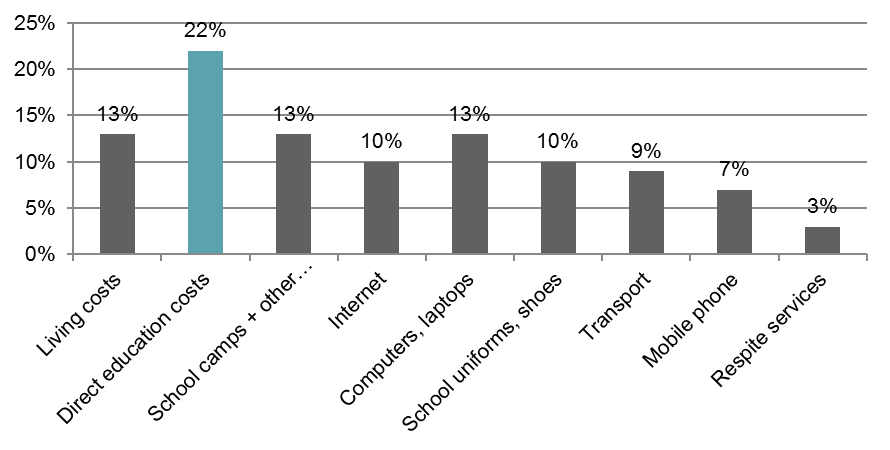 25%
20%
15%
10%
5%
0%
13%
22%
13%
10%
13%
10%
9%
7%
3%
Living costs
Direct education costs
School camps + other…
Internet
Computers, laptops
School uniforms, shoes
Transport
Mobile phone
Respite services